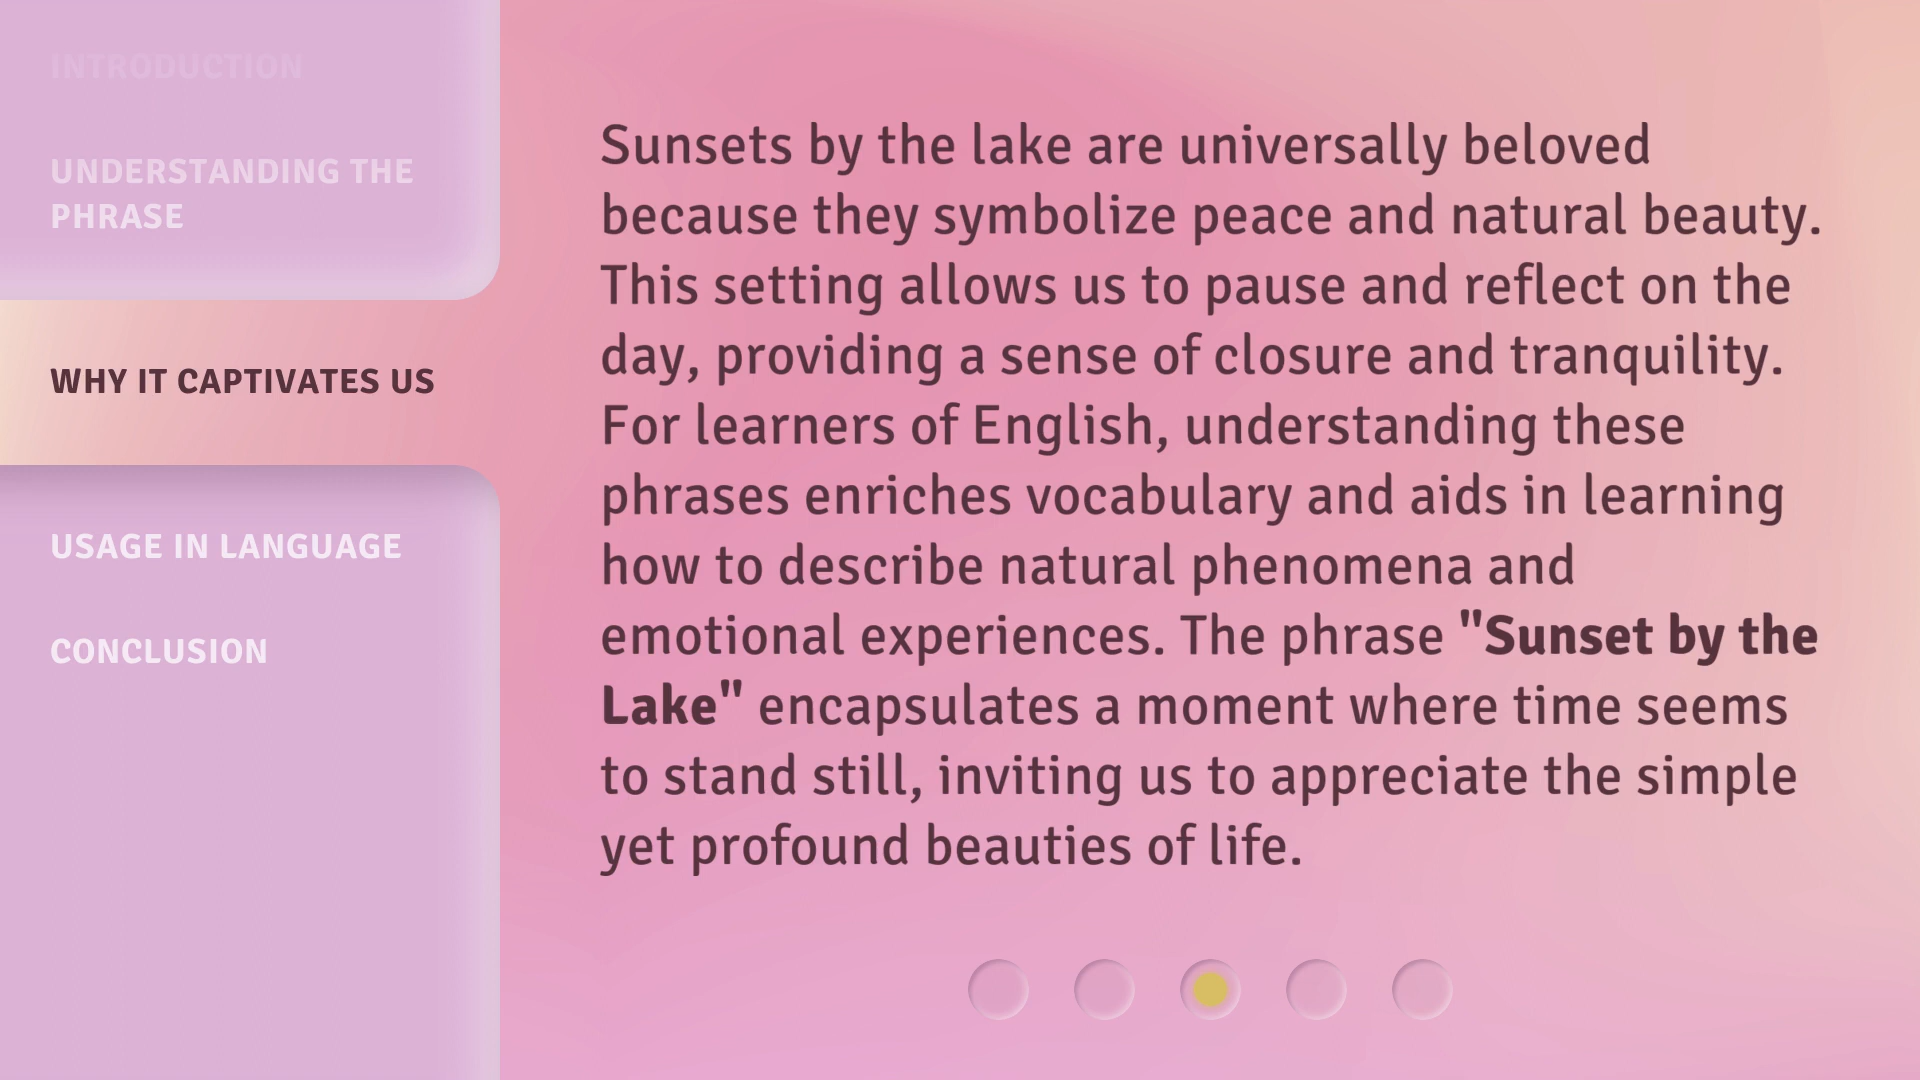 INTRODUCTION
UNDERSTANDING THE
PHRASE
WHY IT CAPTIVATES US
USAGE IN LANGUAGE
CONCLUSION
Sunsets by the lake are universally beloved
because they symbolize peace and natural beauty.
This setting allows us to pause and reflect on the
day, providing a sense of closure and tranquility.
For learners of English, understanding these
phrases enriches vocabulary and aids in learning
how to describe natural phenomena and
emotional experiences. The phrase "Sunset by the
Lake" encapsulates a moment where time seems
to stand still, inviting us to appreciate the simple
yet profound beauties of life.